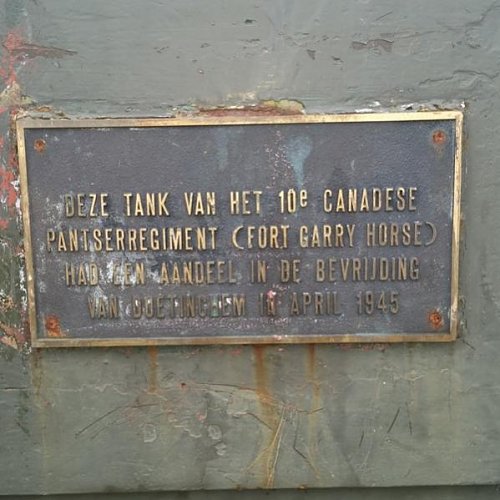 DEZE TANK VAN HET 10e CANADESE
PANTSERREGIMENT (FORT GARRY HORSE)
HAD EEN AANDEEL IN DE BEVRIJDING
VAN DOETINCHEM IN APRIL 1945